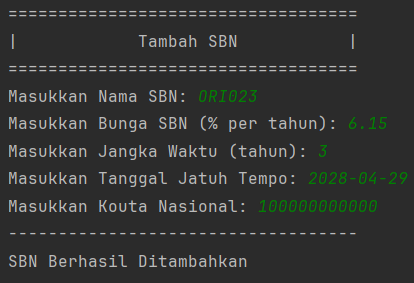 ===================================
|            Tambah SBN           |
===================================
Masukkan Nama SBN: ORI023
Masukkan Bunga SBN (% per tahun): 6.15
Masukkan Jangka Waktu (tahun): 3
Masukkan Tanggal Jatuh Tempo: 2028-04-29
Masukkan Kouta Nasional: 100000000000
-----------------------------------
SBN Berhasil Ditambahkan